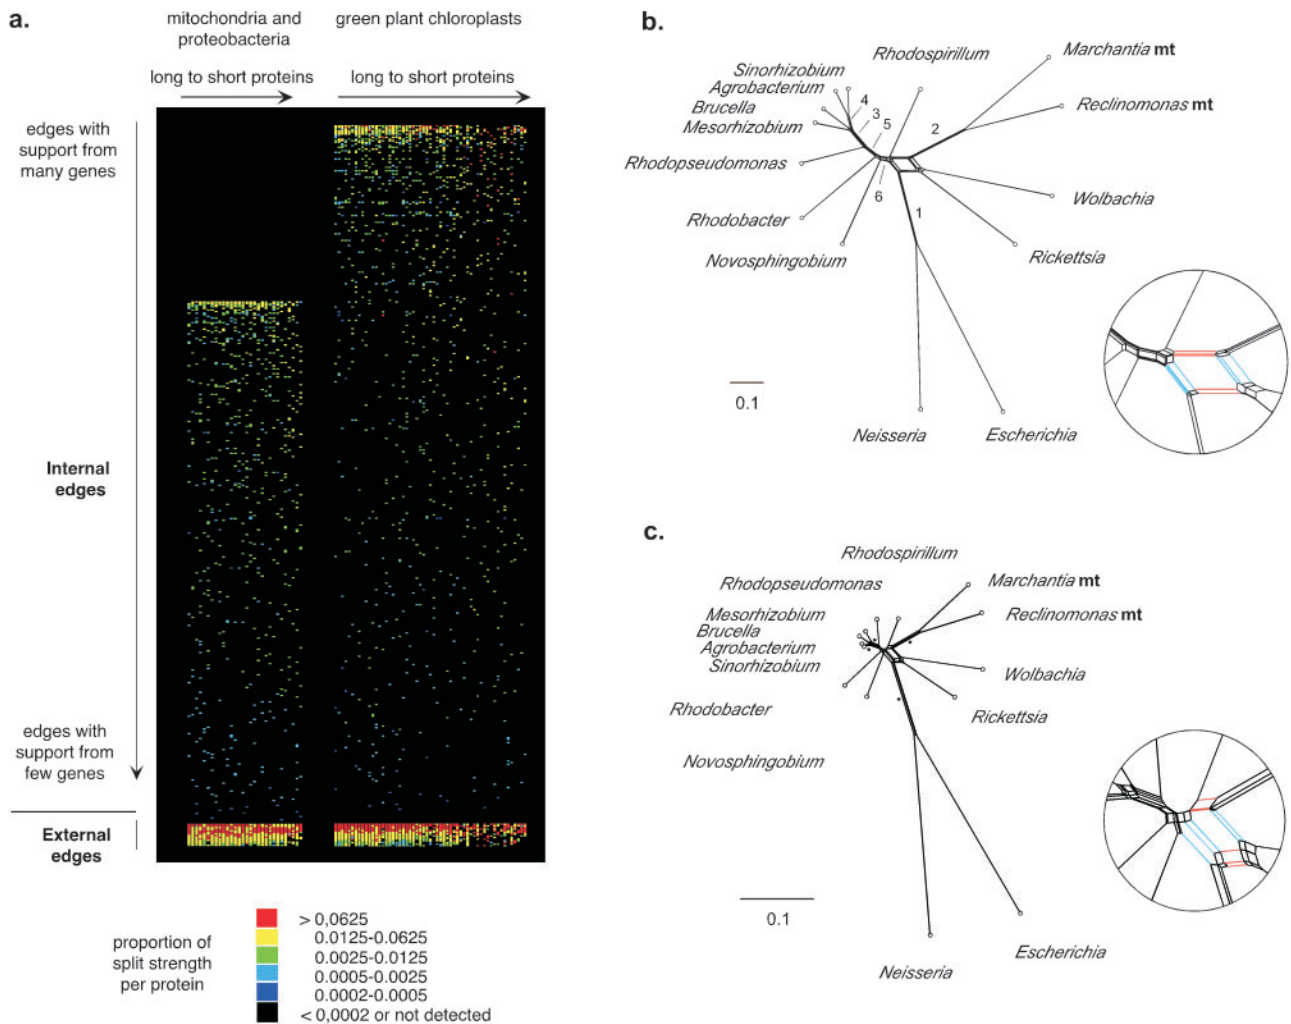 a.
mitochondria and
proteobacteria
green plant chloroplasts
long to short proteins
long to short proteins
edges with
support from
many genes
Internal
edges
edges with
support from
few genes
External
edges
proportion of
split strength
per protein
> 0,0625
0.0125-0.0625
0.0025-0.0125
0.0005-0.0025
0.0002-0.0005
< 0,0002 or not detected
b.
Rhodospirillum
Marchantia mt
Sinorhizobium
Agrobacterium
Brucella
Mesorhizobium
Reclinomonas mt
4
3
5
2
Rhodopseudomonas
6
1
Wolbachia
Rhodobacter
Novosphingobium
Rickettsia
0.1
Neisseria
Escherichia
c.
Rhodospirillum
Rhodopseudomonas
Marchantia mt
Mesorhizobium
Reclinomonas mt
Brucella
Agrobacterium
Sinorhizobium
Wolbachia
Rhodobacter
Rickettsia
Novosphingobium
0.1
Neisseria
Escherichia